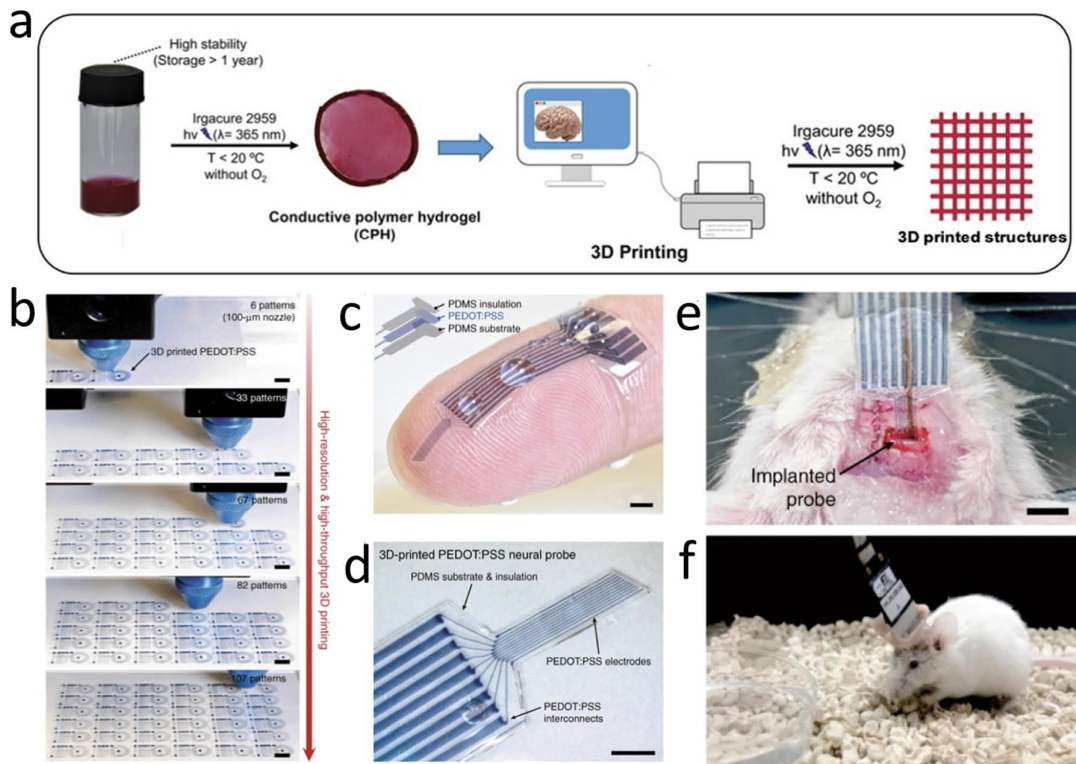 a
High stability
(Storage > 1 year)
Irgacure 2959
hν (λ= 365 nm)
T < 20 ºC
without O2
Conductive polymer hydrogel
(CPH)
3D Printing
Irgacure 2959
hν (λ= 365 nm)
T < 20 ºC
without O2
3D printed structures
b
6 patterns
(100-μm nozzle)
3D printed PEDOT:PSS
33 patterns
67 patterns
82 patterns
107 patterns
High-resolution & high-throughput 3D printing
c
PDMS insulation
PEDOT:PSS
PDMS substrate
d
3D-printed PEDOT:PSS neural probe
PDMS substrate & insulation
PEDOT:PSS electrodes
PEDOT:PSS
interconnects
e
Implanted
probe
f